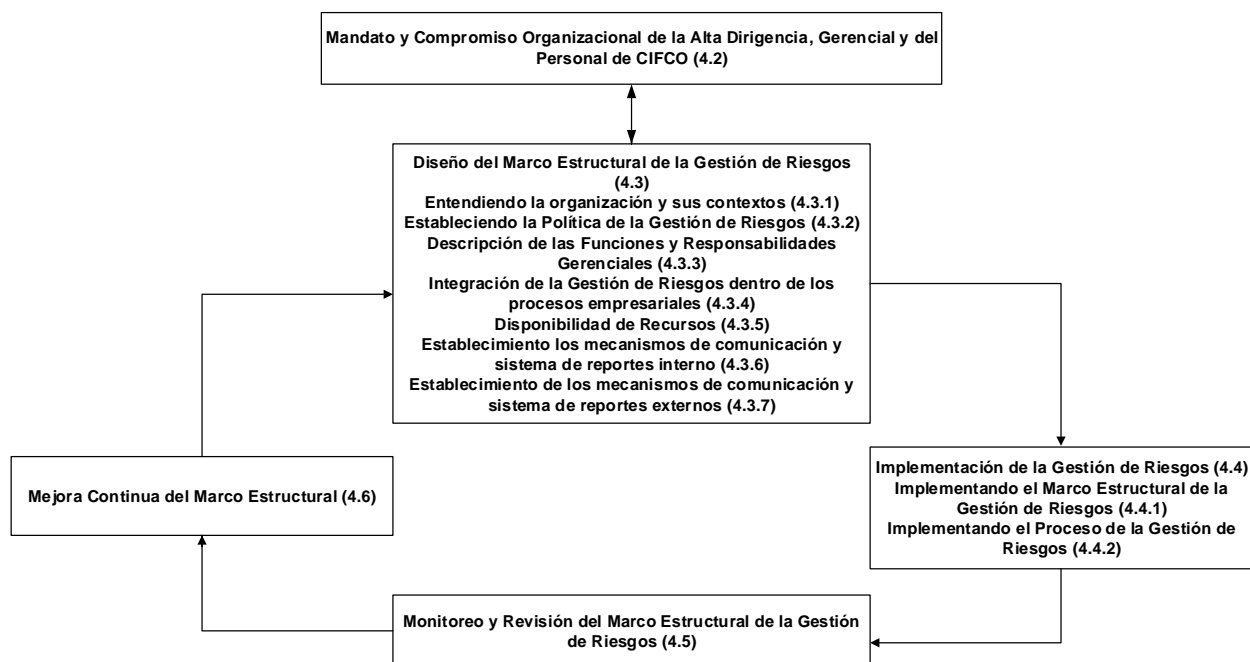 Mandato y Compromiso Organizacional de la Alta Dirigencia, Gerencial y del
Personal de CIFCO (4.2)
Diseño del Marco Estructural de la Gestión de Riesgos
(4.3)
Entendiendo la organización y sus contextos (4.3.1)
Estableciendo la Política de la Gestión de Riesgos (4.3.2)
Descripción de las Funciones y Responsabilidades
Gerenciales (4.3.3)
Integración de la Gestión de Riesgos dentro de los
procesos empresariales (4.3.4)
Disponibilidad de Recursos (4.3.5)
Establecimiento los mecanismos de comunicación y
sistema de reportes interno (4.3.6)
Establecimiento de los mecanismos de comunicación y
sistema de reportes externos (4.3.7)
Implementación de la Gestión de Riesgos (4.4)
Implementando el Marco Estructural de la
Gestión de Riesgos (4.4.1)
Implementando el Proceso de la Gestión de
Riesgos (4.4.2)
Monitoreo y Revisión del Marco Estructural de la Gestión
de Riesgos (4.5)
Mejora Continua del Marco Estructural (4.6)